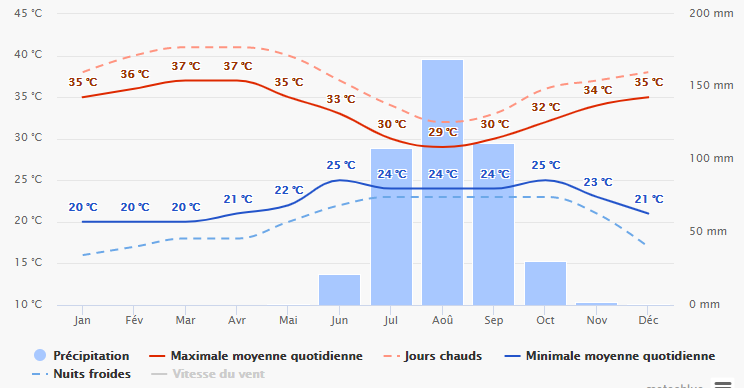 45 °C 200 mm
40 °C
37 °C 37 °C
36 °C
35 °C 35 °C 35 °C 150 mm
34 °C
35 °C 33 °C 32 °C
30 °C 29 °C 30 °C
30 °C 100 mm
25 °C 24 °C 24 °C 24 °C 25 °C
25 °C 22 °C 23 °C
20 °C 20 °C 20 °C 21 °C 21 °C
20 °C 50 mm
15 °C
10 °C 0 mm
Jan Fév Mar Avr Mai Jun Jul Aoû Sep Oct Nov Déc
Précipitation Maximale moyenne quotidienne Jours chauds Minimale moyenne quotidienne
Nuits froides Vitesse du vent